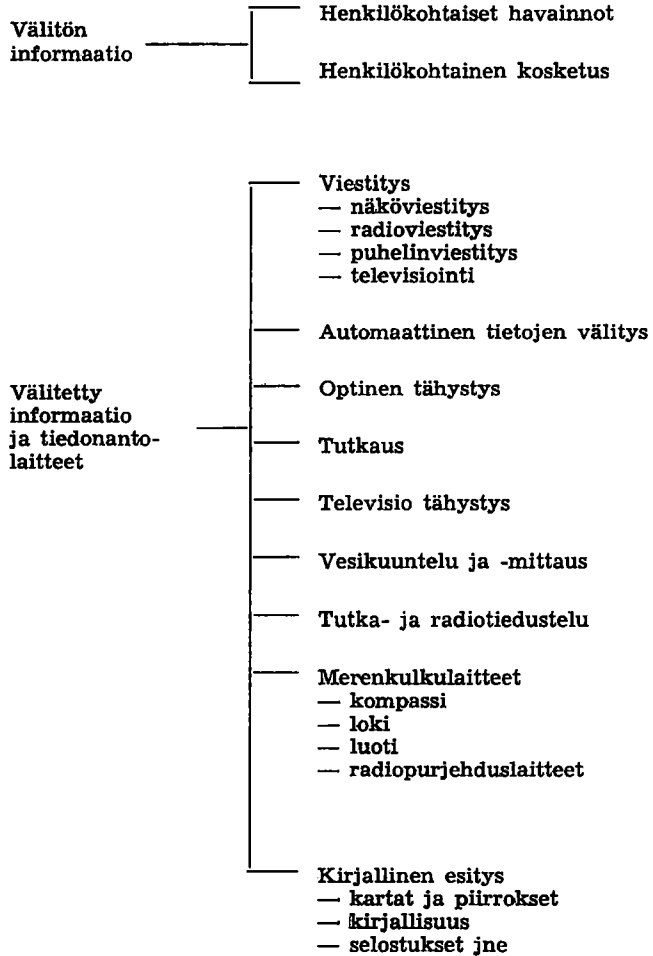 Välitön
informaatio
Henkilökohtaiset havainnot
Henkilökohtainen kosketus
Välitetty
informaatio
ja tiedonanto-
laitteet
Viestitys
— näköviestitys
— radioviestitys
— puhelinviestitys
— televisiointi
Automaattinen tietojen välitys
Optinen tähystys
Tutkaus
Televisio tähystys
Vesikuuntelu ja -mittaus
Tutka- ja radiotiedustelu
Merenkulkulaitteet
— kompassi
— loki
— luoti
— radiopurjehduslaitteet
Kirjallinen esitys
— kartat ja piirrokset
— kirjallisuus
— selostukset jne